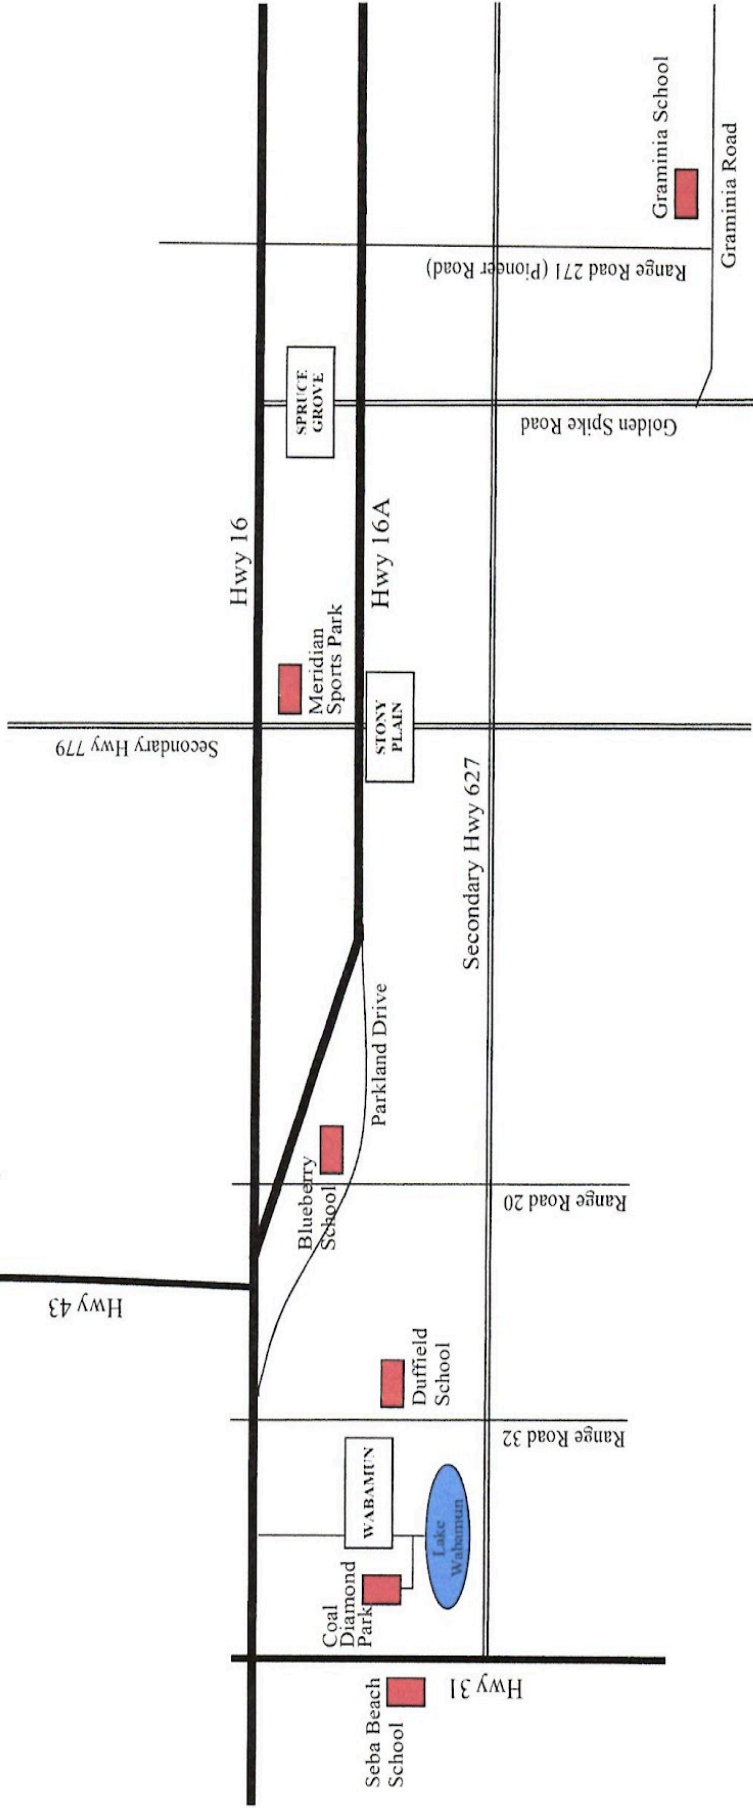 Hwy 43
Secondary Hwy 779
Hwy 16
SPRUCE
GROVE
Meridian
Sports Park
Hwy 16A
STONY
PLAIN
Blueberry
School
Parkland Drive
Coal
Diamond
Park
WABAMUN
Duffield
School
Seba Beach
School
Lake
Wabamun
Hwy 31
Secondary Hwy 627
Range Road 32
Range Road 20
Golden Spike Road
Range Road 271 (Pioneer Road)
Graminia School
Graminia Road